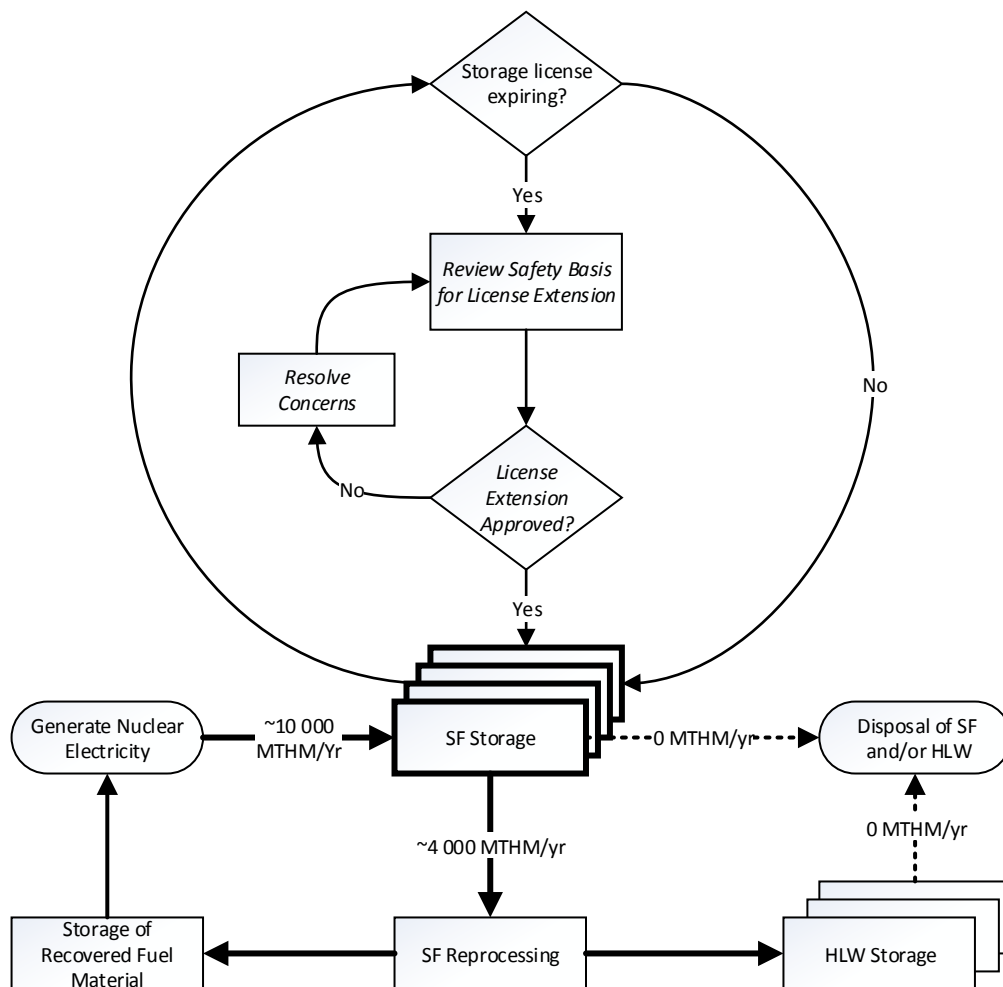 Storage license
expiring?
Yes
Review Safety Basis
for License Extension
Resolve
Concerns
No
No
License
Extension
Approved?
Yes
Generate Nuclear
Electricity
~10 000
MTHM/Yr
SF Storage
0 MTHM/yr
Disposal of SF
and/or HLW
~4 000 MTHM/yr
0 MTHM/yr
Storage of
Recovered Fuel
Material
SF Reprocessing
HLW Storage